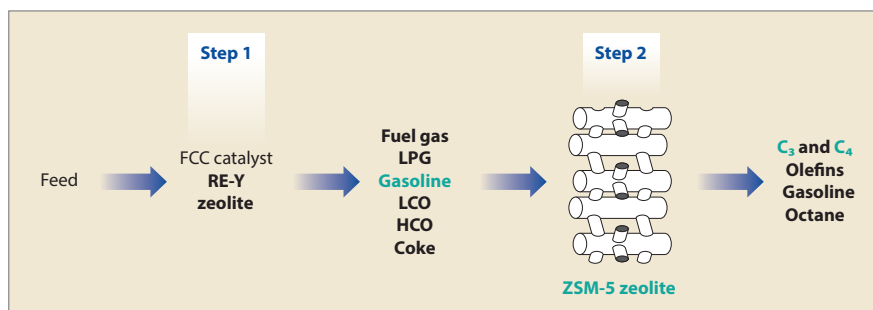 Step 1
Step 2
Feed
FCC catalyst
RE-Y
zeolite
Fuel gas
LPG
Gasoline
LCO
HCO
Coke
ZSM-5 zeolite
C₃ and C₄
Olefins
Gasoline
Octane